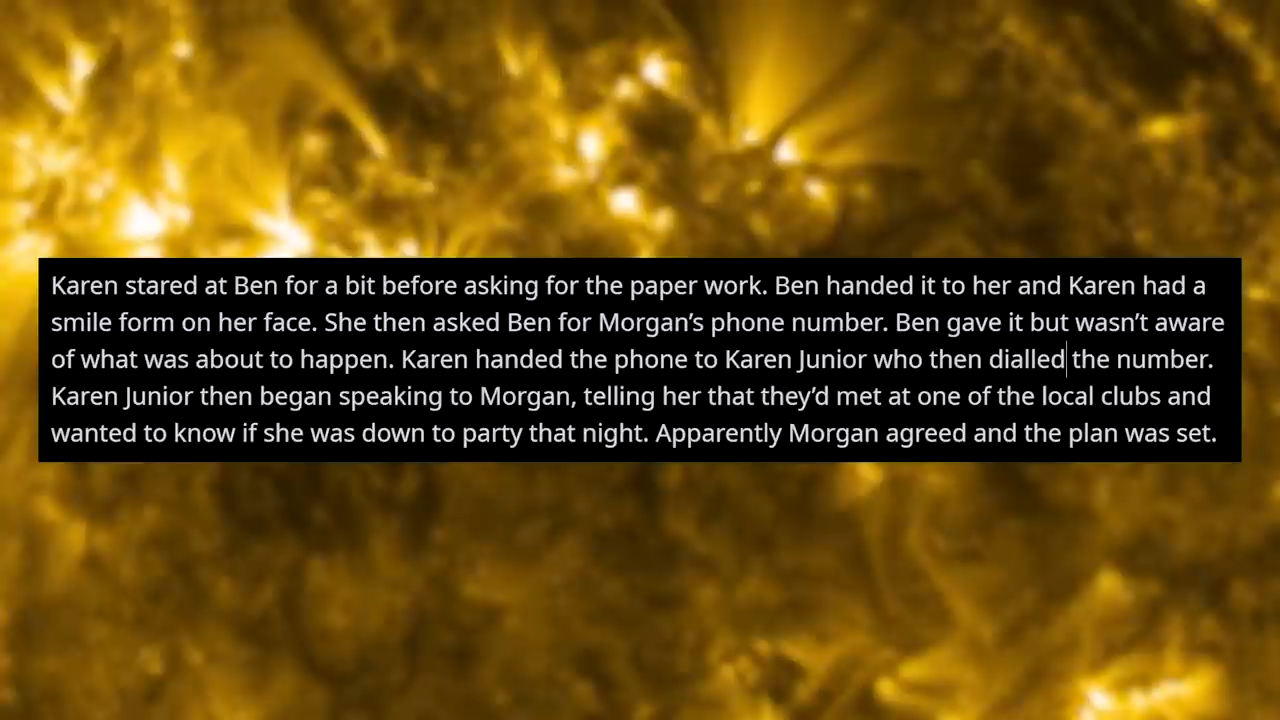 Karen stared at Ben for a bit before asking for the paper work. Ben handed it to her and Karen had a
smile form on her face. She then asked Ben for Morgan’s phone number. Ben gave it but wasn’t aware
of what was about to happen. Karen handed the phone to Karen Junior who then dialled the number.
Karen Junior then began speaking to Morgan, telling her that they’d met at one of the local clubs and
wanted to know if she was down to party that night. Apparently Morgan agreed and the plan was set.